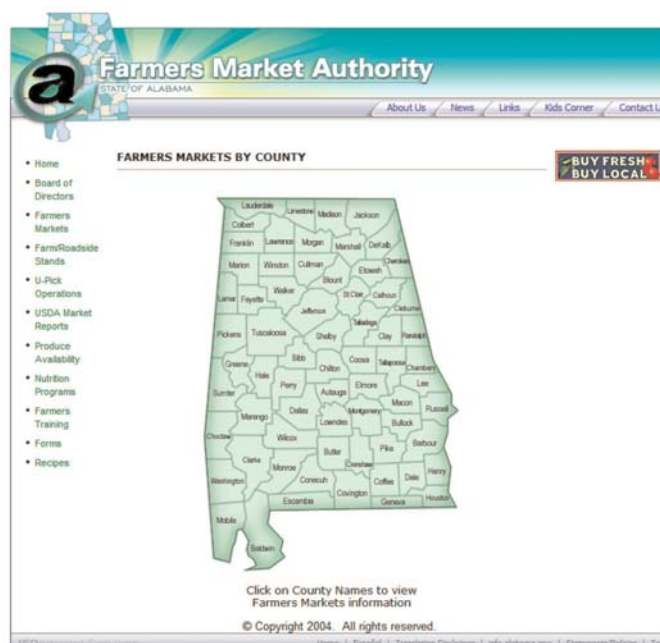 a
Farmers Market Authority
STATE OF ALABAMA
About Us
News
Links
Kids Corner
Contact U
Home
Board of
Directors
Farmers
Markets
Farm/Roadside
Stands
U-Pick
Operations
USDA Market
Reports
Produce
Availability
Nutrition
Programs
Farmers
Training
Forms
Recipes
FARMERS MARKETS BY COUNTY
BUY FRESH
BUY LOCAL
Lauderdale
Limestone
Madison
Jackson
Colbert
Franklin
Lawrence
Morgan
Marshall
DeKalb
Cherokee
Marion
Winston
Cullman
Etowah
Blount
Lamar
Fayette
Walker
St.Clair
Calhoun
Cleburne
Jefferson
Talladega
Pickens
Tuscaloosa
Shelby
Clay
Randolph
Bibb
Greene
Hale
Chilton
Coosa
Tallapoosa
Chambers
Sumter
Perry
Autauga
Elmore
Lee
Macon
Russell
Marengo
Dallas
Lowndes
Montgomery
Bullock
Choctaw
Wilcox
Butler
Pike
Barbour
Clarke
Monroe
Crenshaw
Coffee
Dale
Henry
Washington
Conecuh
Covington
Escambia
Geneva
Houston
Mobile
Baldwin
Click on County Names to view
Farmers Markets information
© Copyright 2004. All rights reserved.